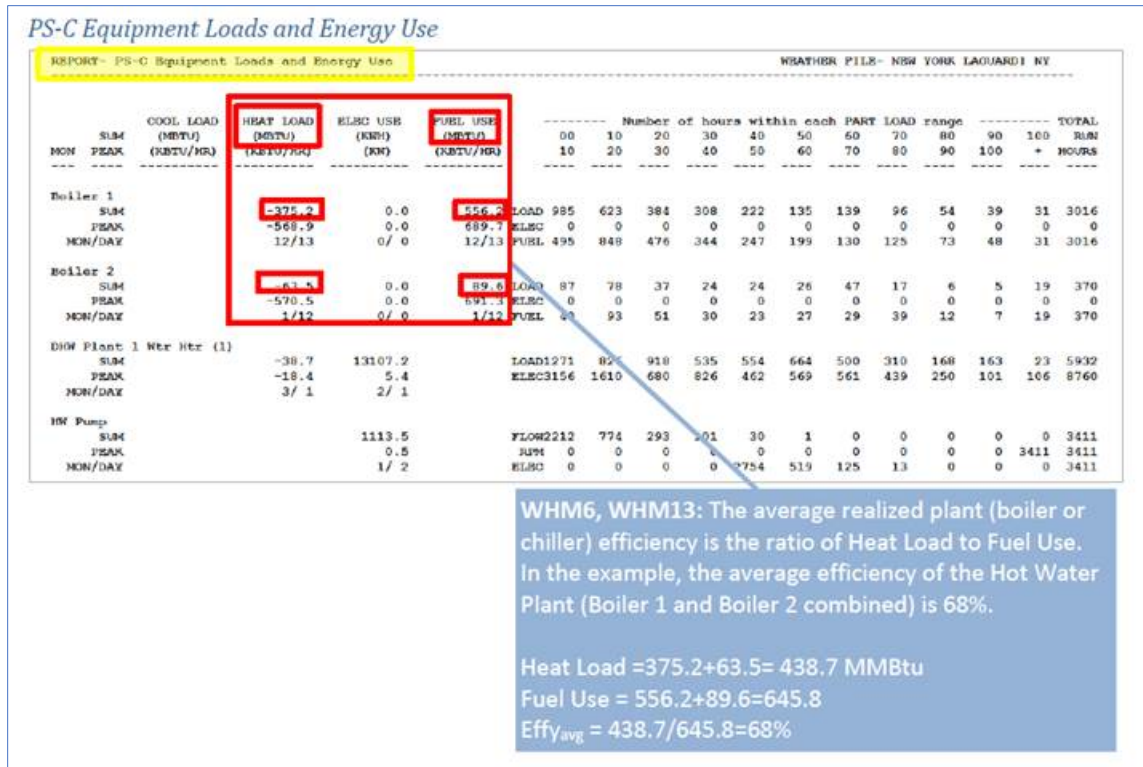 PS-C Equipment Loads and Energy Use
REPORT- PS-C Equipment Loads and Energy Use WEATHER FILE- NEW YORK LAGUARDI NY
COOL LOAD HEAT LOAD ELEC USE FUEL USE --------- Number of hours within each PART LOAD range --------- TOTAL
SUM (MBTU) (MBTU) (KWH) (MBTU) 00 10 20 30 40 50 60 70 80 90 100 RUN
MON PEAK (KBTU/HR) (KBTU/HR) (KW) (KBTU/HR) 10 20 30 40 50 60 70 80 90 100 + HOURS
Boiler 1
SUM -375.2 0.0 556.2 LOAD 985 623 384 308 222 135 139 96 54 39 31 3016
PEAK -568.9 0.0 689.7 ELEC 0 0 0 0 0 0 0 0 0 0 0 0
MON/DAY 12/13 0/ 0 12/13 FUEL 495 848 476 344 247 199 130 125 73 48 31 3016
Boiler 2
SUM -63.5 0.0 89.6 LOAD 87 78 37 24 24 26 47 17 6 5 19 370
PEAK -570.5 0.0 691.3 ELEC 0 0 0 0 0 0 0 0 0 0 0 0
MON/DAY 1/12 0/ 0 1/12 FUEL 93 51 30 23 27 29 39 12 7 19 370
DHW Plant 1 Wtr Htr (1)
SUM -38.7 13107.2 LOAD1271 826 918 535 554 664 500 310 168 163 23 5932
PEAK -18.4 5.4 ELEC3156 1610 680 826 462 569 561 439 250 101 106 8760
MON/DAY 3/ 1 2/ 1
HW Pump
SUM 1113.5 FLOW2212 774 293 101 30 1 0 0 0 0 0 3411
PEAK 0.5 RPM 0 0 0 0 0 0 0 0 0 0 3411 3411
MON/DAY 1/ 2 ELEC 0 0 0 0 2754 519 125 13 0 0 0 3411
WHM6, WHM13: The average realized plant (boiler or
chiller) efficiency is the ratio of Heat Load to Fuel Use.
In the example, the average efficiency of the Hot Water
Plant (Boiler 1 and Boiler 2 combined) is 68%.
Heat Load =375.2+63.5= 438.7 MMBtu
Fuel Use = 556.2+89.6=645.8
Effyavg = 438.7/645.8=68%